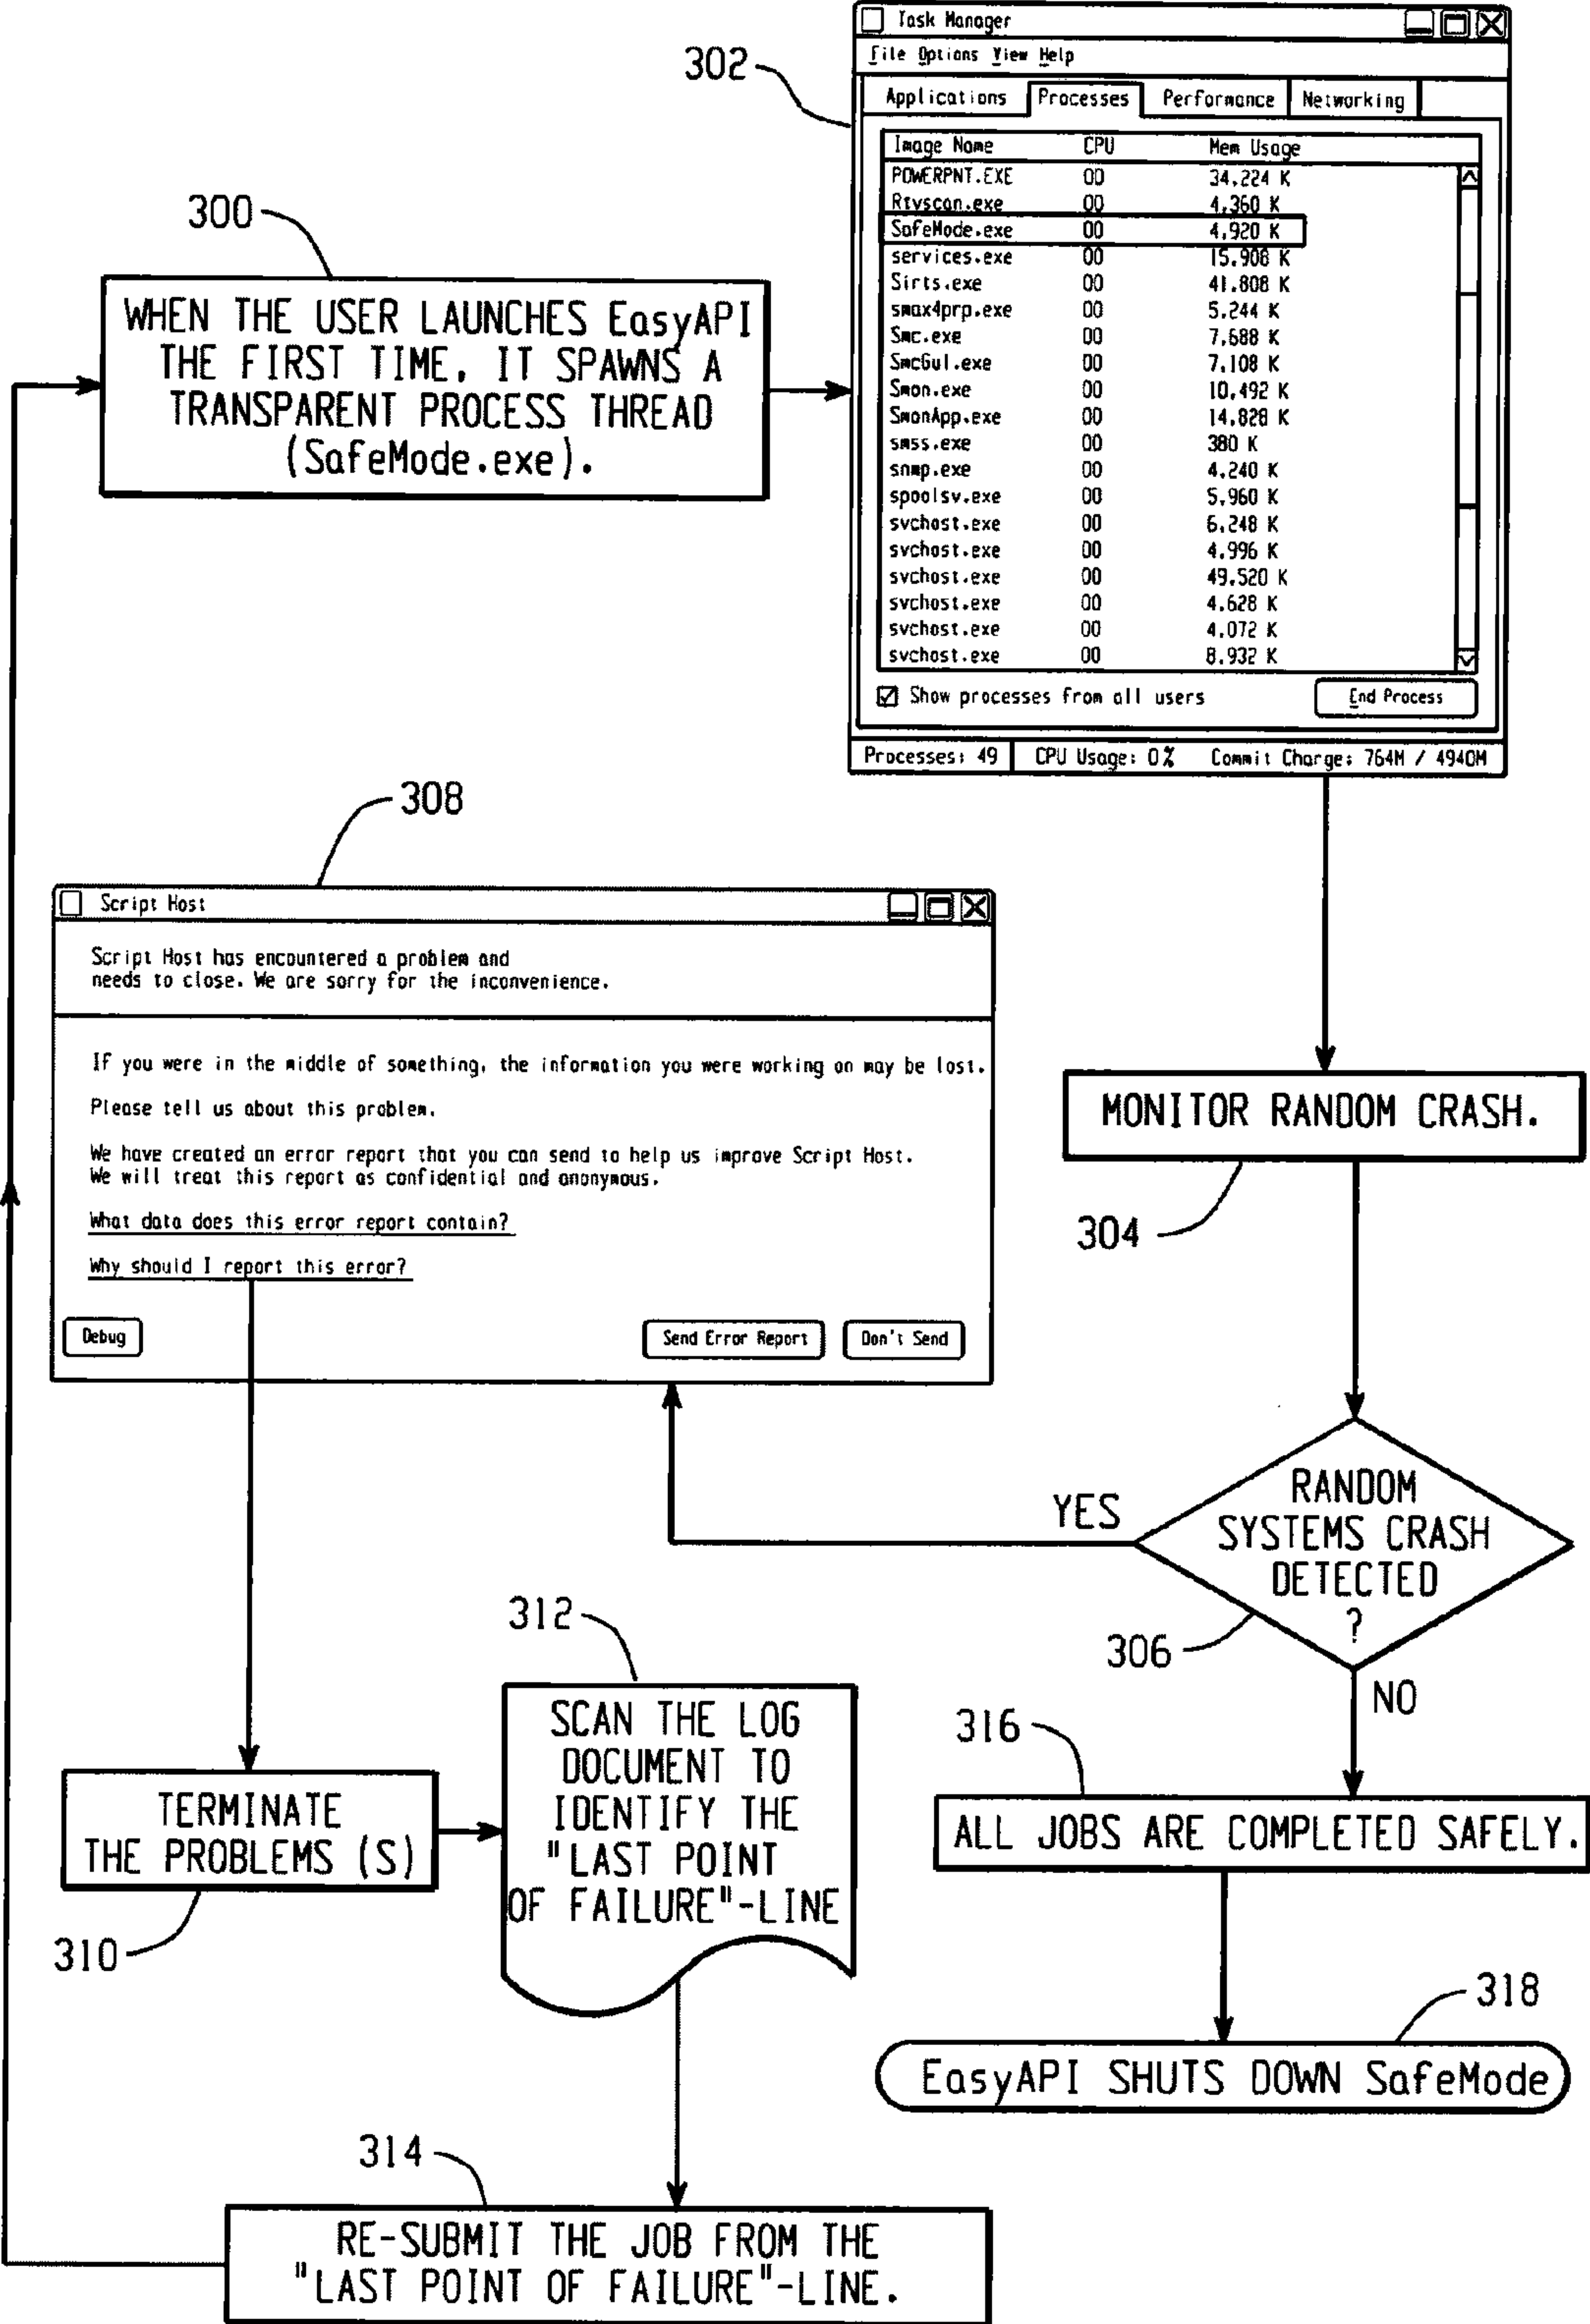 300
WHEN THE USER LAUNCHES EasyAPI
THE FIRST TIME, IT SPAWNS A
TRANSPARENT PROCESS THREAD
(SafeMode.exe).
302
Task Manager
File Options View Help
Applications Processes Performance Networking
Image Name CPU Mem Usage
POWERPNT.EXE 00 34,224 K
Rtvscan.exe 00 4,360 K
SafeMode.exe 00 4,920 K
services.exe 00 15,908 K
Sirts.exe 00 41,808 K
smax4prp.exe 00 5,244 K
Smc.exe 00 7,688 K
SmcGul.exe 00 7,108 K
Smon.exe 00 10,492 K
SmonApp.exe 00 14,828 K
smss.exe 00 380 K
snmp.exe 00 4,240 K
spoolsv.exe 00 5,960 K
svchost.exe 00 6,248 K
svchost.exe 00 4,996 K
svchost.exe 00 49,520 K
svchost.exe 00 4,628 K
svchost.exe 00 4,072 K
svchost.exe 00 8,932 K
Show processes from all users End Process
Processes: 49 CPU Usage: 0% Commit Charge: 764M / 4940M
MONITOR RANDOM CRASH.
304
RANDOM
SYSTEMS CRASH
DETECTED
?
306
YES
NO
308
Script Host
Script Host has encountered a problem and
needs to close. We are sorry for the inconvenience.
If you were in the middle of something, the information you were working on may be lost.
Please tell us about this problem.
We have created an error report that you can send to help us improve Script Host.
We will treat this report as confidential and anonymous.
What data does this error report contain?
Why should I report this error?
Debug Send Error Report Don't Send
TERMINATE
THE PROBLEMS (S)
310
312
SCAN THE LOG
DOCUMENT TO
IDENTIFY THE
"LAST POINT
OF FAILURE"-LINE
314
RE-SUBMIT THE JOB FROM THE
"LAST POINT OF FAILURE"-LINE.
316
ALL JOBS ARE COMPLETED SAFELY.
318
EasyAPI SHUTS DOWN SafeMode